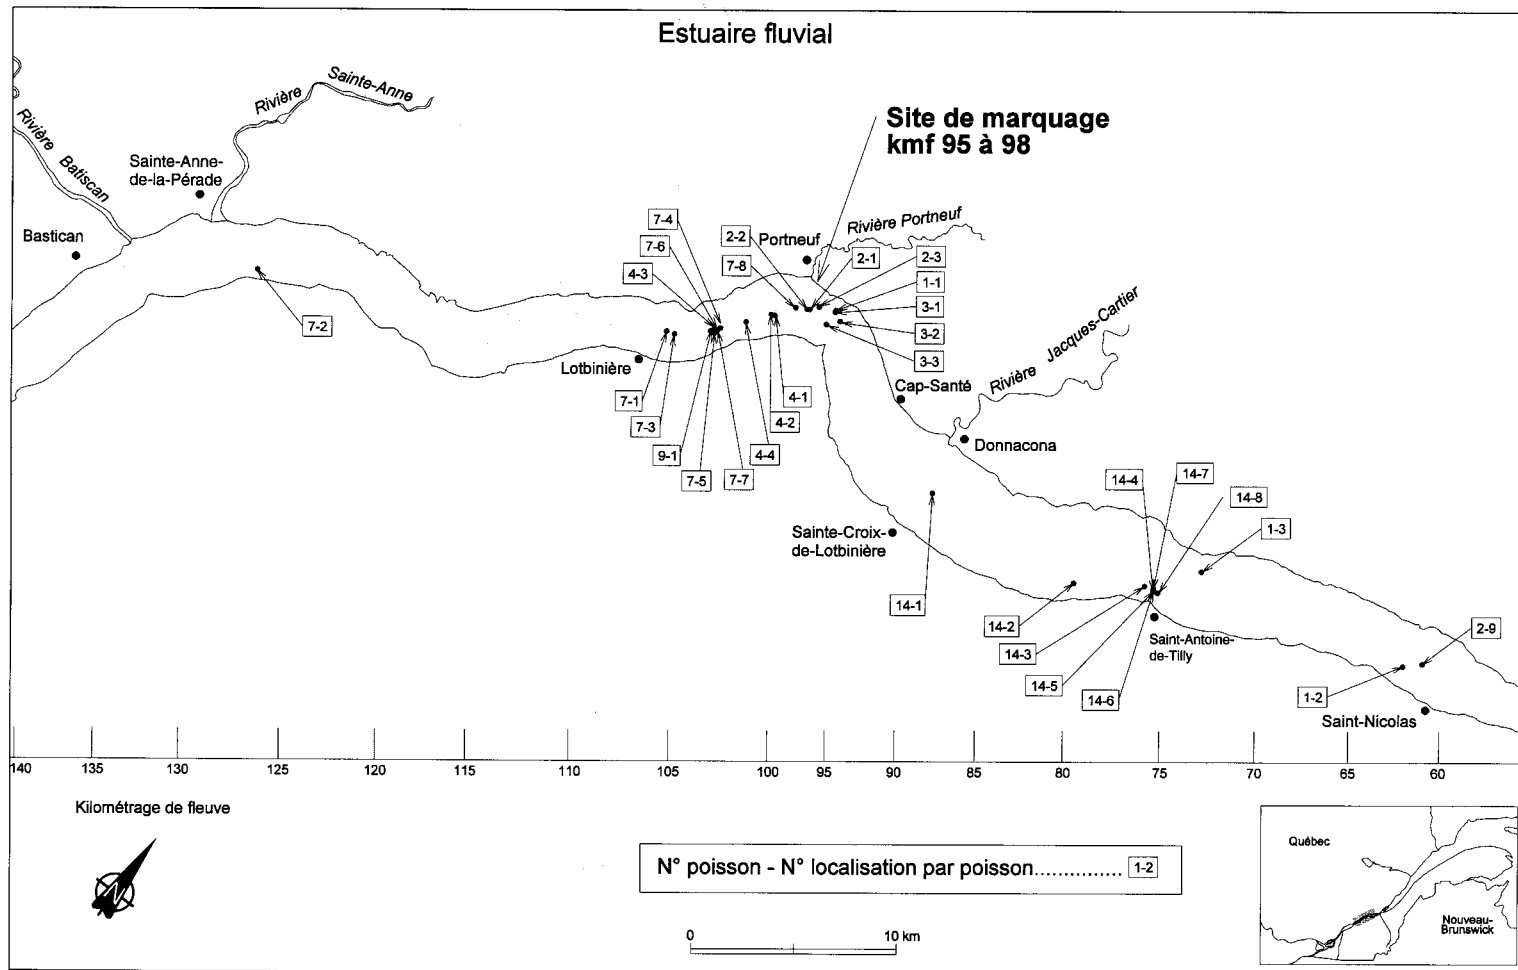 Estuaire fluvial
Rivière Sainte-Anne
Rivière Batiscan
Sainte-Anne-
de-la-Pérade
Bastican
Site de marquage
kmf 95 à 98
Rivière Portneuf
Portneuf
7-4
7-6
4-3
2-2
7-8
2-1
2-3
1-1
3-1
3-2
3-3
7-2
Lotbinière
7-1
7-3
9-1
7-5
7-7
4-4
4-2
4-1
Cap-Santé
Rivière Jacques-Cartier
Donnacona
Sainte-Croix-
de-Lotbinière
14-1
14-4
14-7
14-8
1-3
14-2
14-3
14-5
14-6
Saint-Antoine-
de-Tilly
2-9
1-2
Saint-Nicolas
140 135 130 120 115 110 105 100 95 90 85 80 75 70 65 60
Kilométrage de fleuve
N
N° poisson - N° localisation par poisson............... 1-2
0 10 km
Québec
Nouveau-
Brunswick